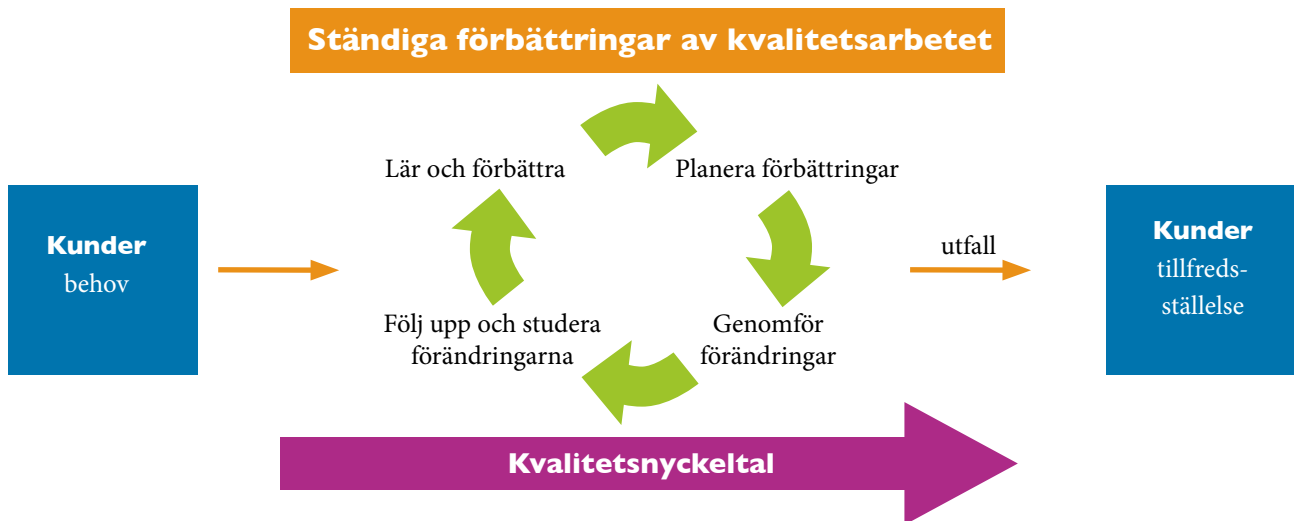 Ständiga förbättringar av kvalitetsarbetet
Lär och förbättra
Planera förbättringar
Kunder
behov
utfall
Kunder
tillfreds-
ställelse
Följ upp och studera
förändringarna
Genomför
förändringar
Kvalitetsnyckeltal